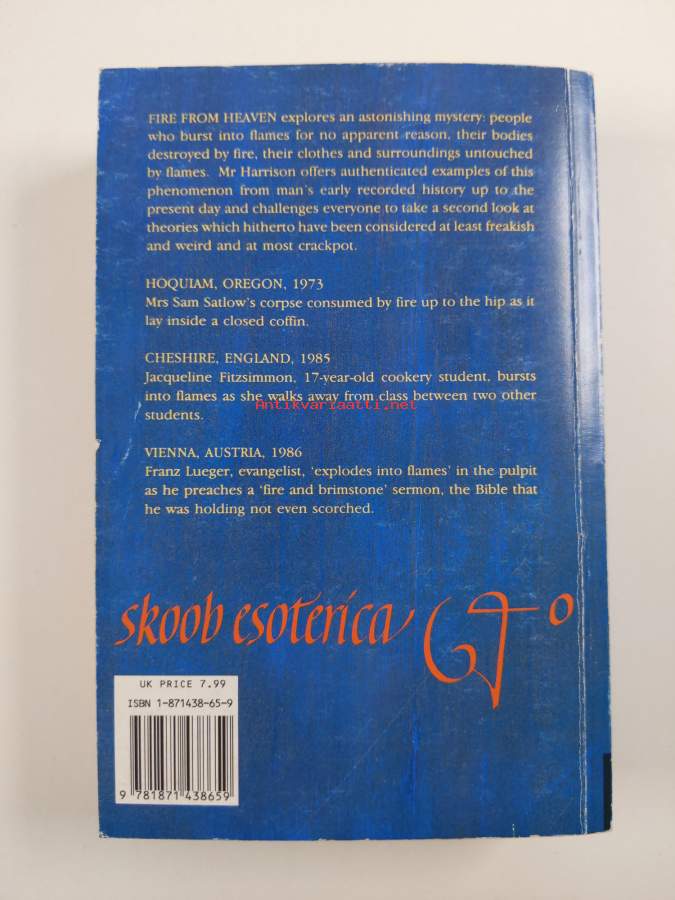 FIRE FROM HEAVEN explores an astonishing mystery: people
who burst into flames for no apparent reason, their bodies
destroyed by fire, their clothes and surroundings untouched
by flames. Mr Harrison offers authenticated examples of this
phenomenon from man's early recorded history up to the
present day and challenges everyone to take a second look at
theories which hitherto have been considered at least freakish
and weird and at most crackpot.
HOQUIAM, OREGON, 1973
Mrs Sam Satlow's corpse consumed by fire up to the hip as it
lay inside a closed coffin.
CHESHIRE, ENGLAND, 1985
Jacqueline Fitzsimmon, 17-year-old cookery student, bursts
into flames as she walks away from class between two other
students.
Antikvariaatti.net
VIENNA, AUSTRIA, 1986
Franz Lueger, evangelist, 'explodes into flames' in the pulpit
as he preaches a 'fire and brimstone' sermon, the Bible that
he was holding not even scorched.
skoob esoterica
UK PRICE 7.99
ISBN 1-871438-65-9
9 781871 438659